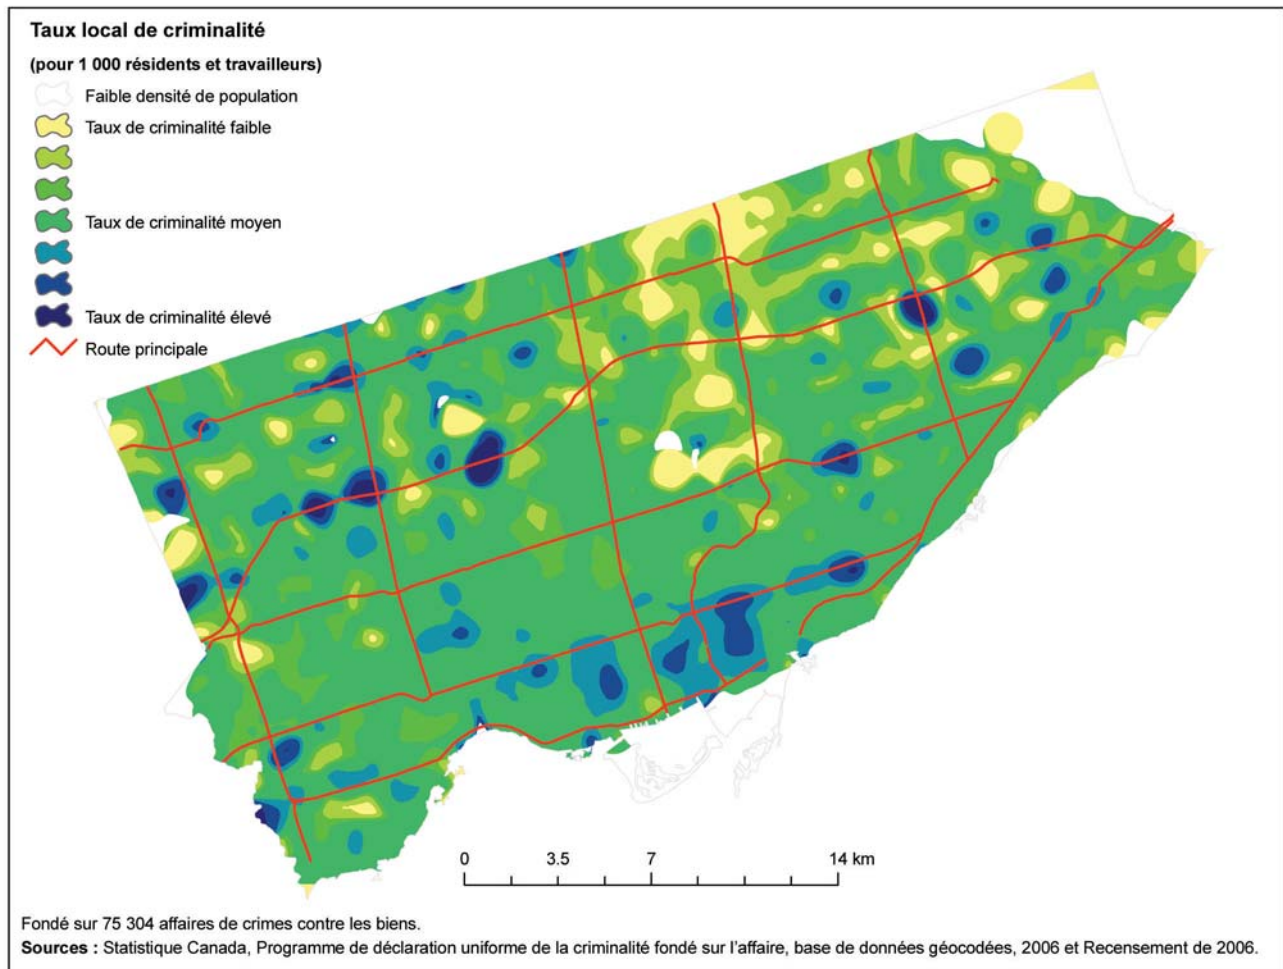 Taux local de criminalité
(pour 1 000 résidents et travailleurs)
Faible densité de population
Taux de criminalité faible
Taux de criminalité moyen
Taux de criminalité élevé
Route principale
0 3.5 7 14 km
Fondé sur 75 304 affaires de crimes contre les biens.
Sources : Statistique Canada, Programme de déclaration uniforme de la criminalité fondé sur l'affaire, base de données géocodées, 2006 et Recensement de 2006.